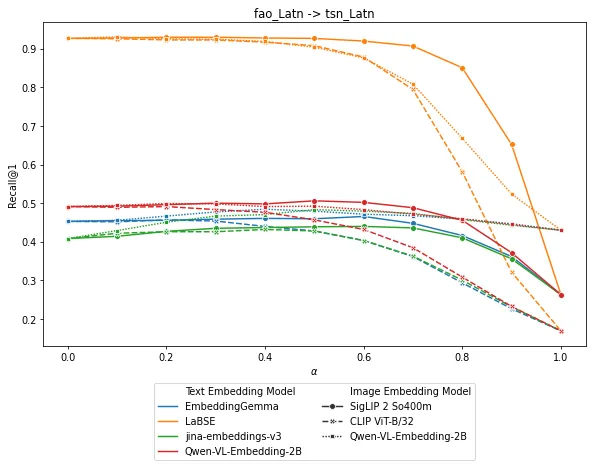 fao_Latn -> tsn_Latn
Recall@1
0.9
0.8
0.7
0.6
0.5
0.4
0.3
0.2
0.0 0.2 0.4 0.6 0.8 1.0
α
Text Embedding Model Image Embedding Model
EmbeddingGemma SigLIP 2 So400m
LaBSE CLIP ViT-B/32
jina-embeddings-v3 Qwen-VL-Embedding-2B
Qwen-VL-Embedding-2B